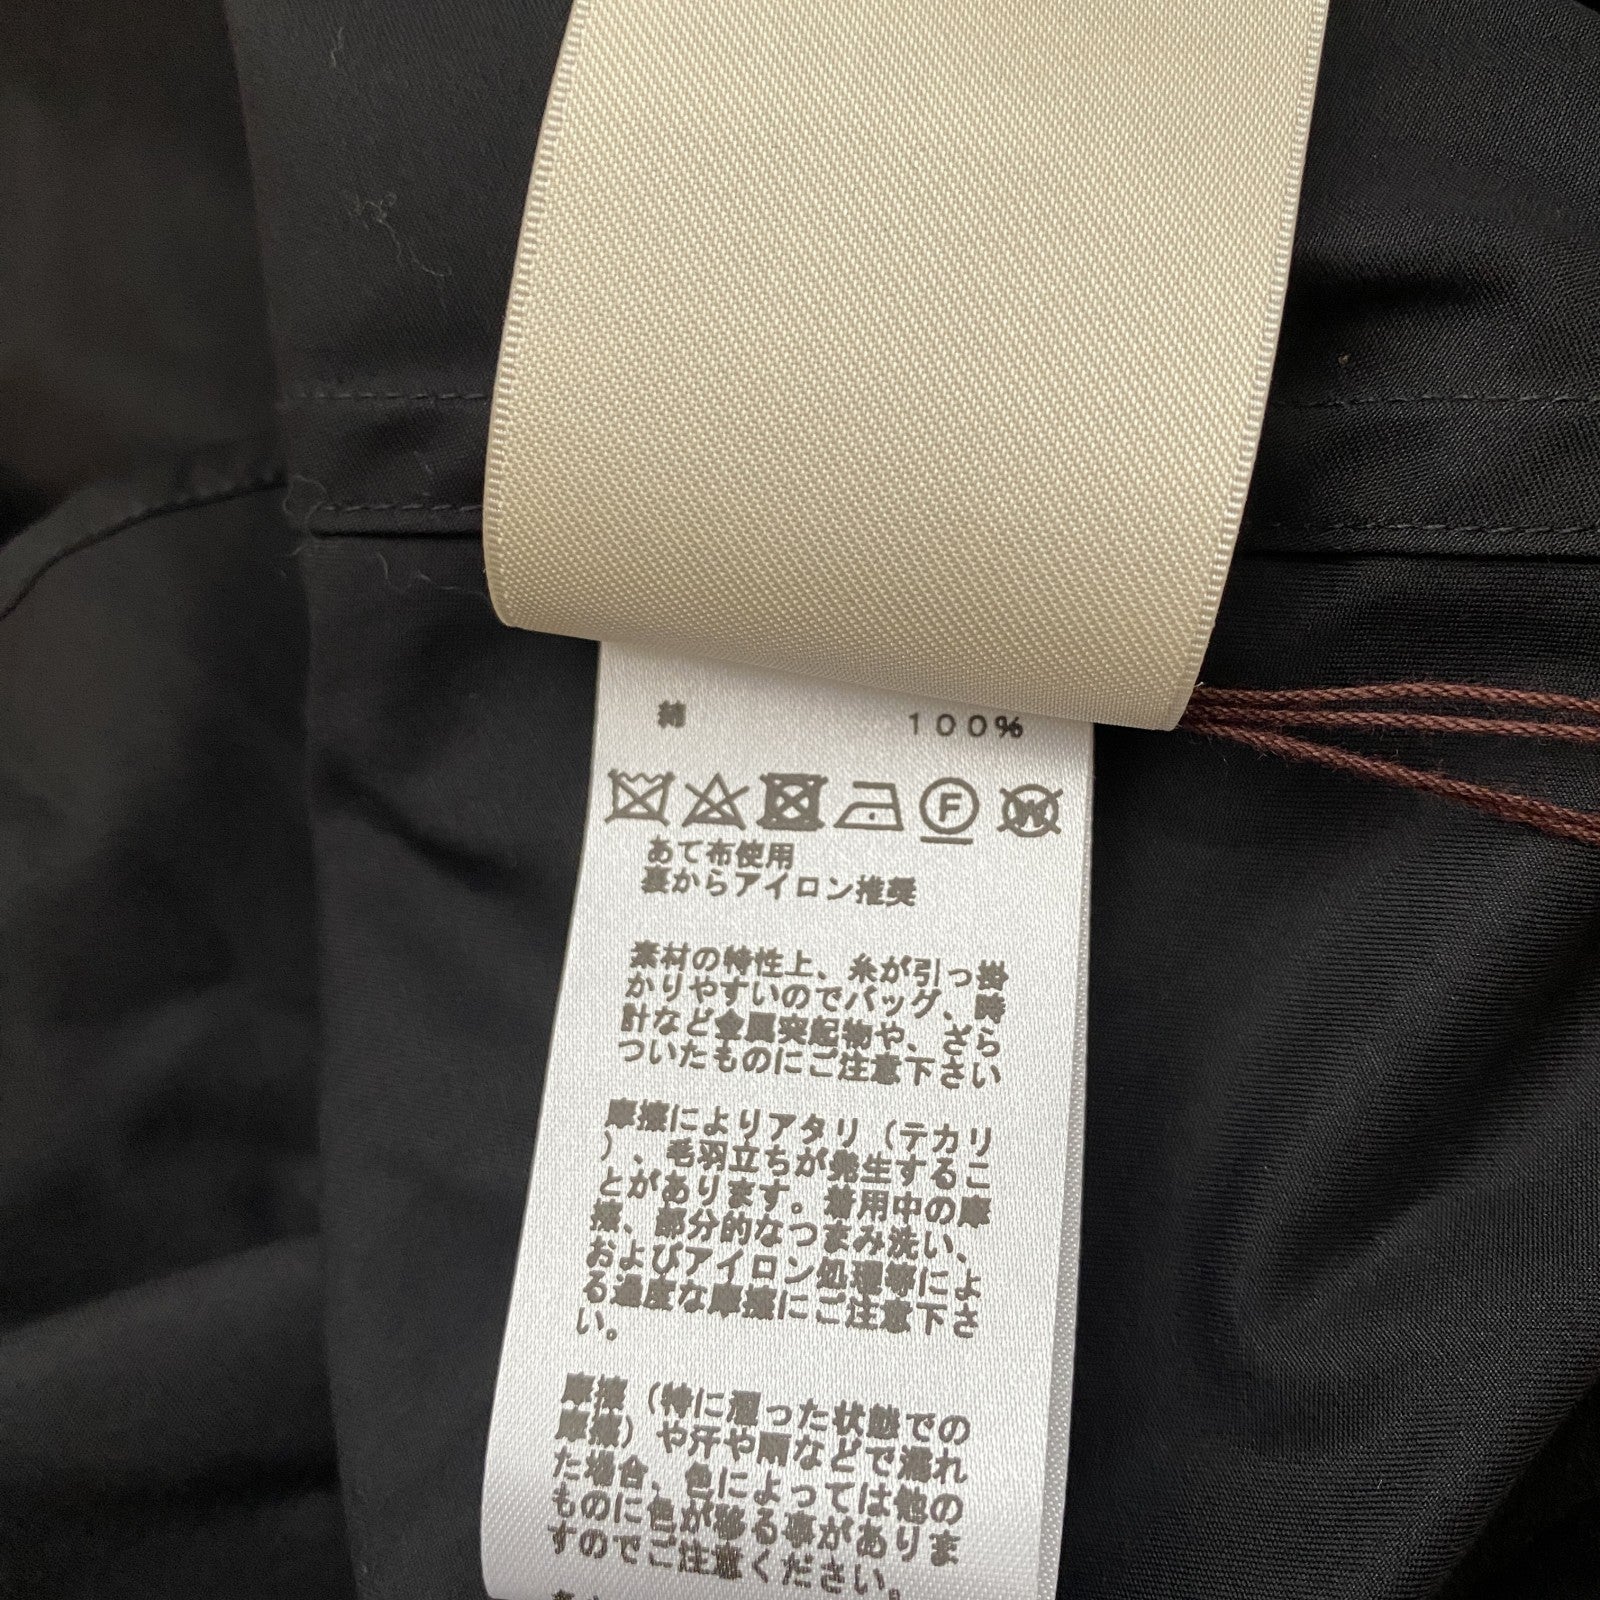 綿 100%
F W
あて布使用
裏からアイロン推奨
素材の特性上、糸が引っ掛
かりやすいのでバッグ、時
計など金属突起物や、ざら
ついたものにご注意下さい
摩擦によりアタリ（テカリ
）、毛羽立ちが発生するこ
とがあります。着用中の摩
擦、部分的なつまみ洗い、
およびアイロン処理等によ
る過度な摩擦にご注意下さ
い。
摩擦（特に湿った状態での
摩擦）や汗や雨などで濡れ
た場合、色によっては他の
ものに色が移る事がありま
すのでご注意ください。